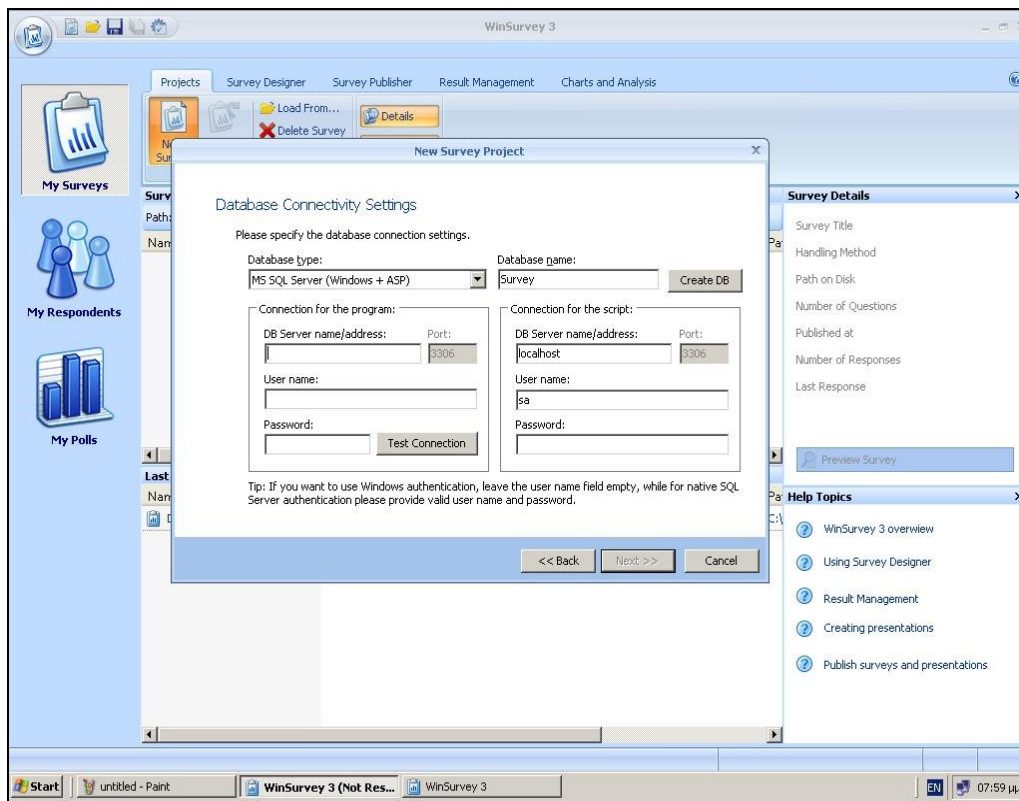 WinSurvey 3
Projects
Survey Designer
Survey Publisher
Result Management
Charts and Analysis
Load From...
Delete Survey
Details
My Surveys
My Respondents
My Polls
New Survey Project
Database Connectivity Settings
Please specify the database connection settings.
Database type:
MS SQL Server (Windows + ASP)
Database name:
Survey
Create DB
Connection for the program:
DB Server name/address:
Port:
3306
User name:
Password:
Test Connection
Connection for the script:
DB Server name/address:
Port:
localhost
3306
User name:
sa
Password:
Tip: If you want to use Windows authentication, leave the user name field empty, while for native SQL
Server authentication please provide valid user name and password.
<< Back
Next >>
Cancel
Path:
Last
Survey Details
Survey Title
Handling Method
Path on Disk
Number of Questions
Published at
Number of Responses
Last Response
Preview Survey
Help Topics
WinSurvey 3 overwiew
Using Survey Designer
Result Management
Creating presentations
Publish surveys and presentations
Start
untitled - Paint
WinSurvey 3 (Not Res...
WinSurvey 3
EN
07:59 μμ